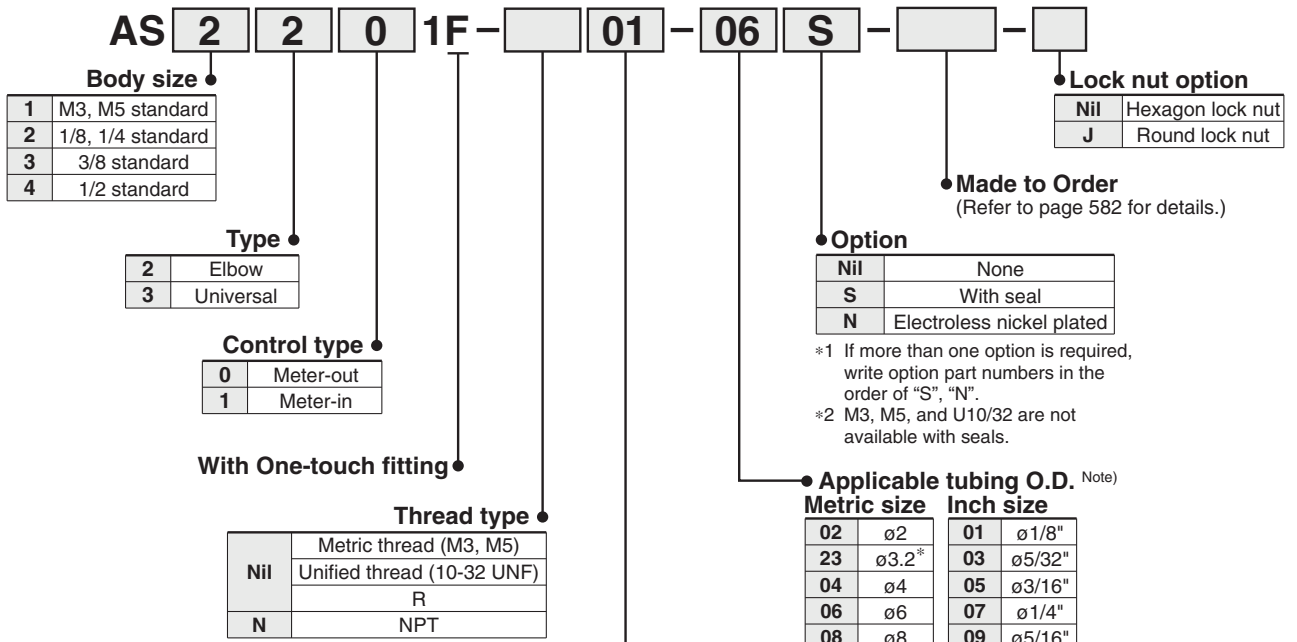 AS 2 2 0 1F – 01 – 06 S – –
Body size
1 M3, M5 standard
2 1/8, 1/4 standard
3 3/8 standard
4 1/2 standard
Lock nut option
Nil Hexagon lock nut
J Round lock nut
Made to Order
(Refer to page 582 for details.)
Type
2 Elbow
3 Universal
Option
Nil None
S With seal
N Electroless nickel plated
*1 If more than one option is required,
write option part numbers in the
order of “S”, “N”.
*2 M3, M5, and U10/32 are not
available with seals.
Control type
0 Meter-out
1 Meter-in
With One-touch fitting
Applicable tubing O.D. Note)
Metric size
02 ø2
23 ø3.2*
04 ø4
06 ø6
08 ø8
Inch size
01 ø1/8"
03 ø5/32"
05 ø3/16"
07 ø1/4"
09 ø5/16"
Thread type
Nil Metric thread (M3, M5)
Unified thread (10-32 UNF)
R
N NPT